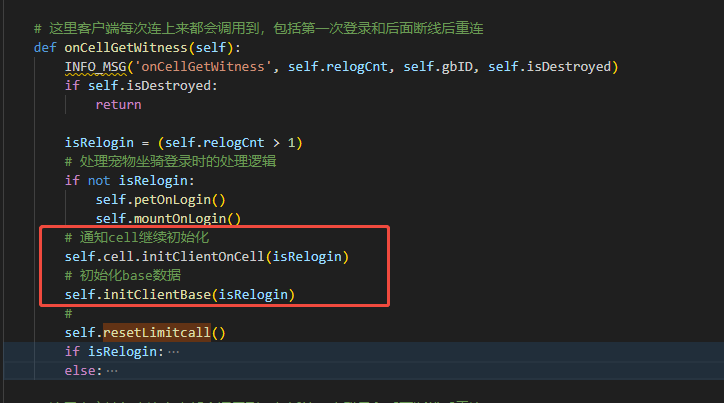 # 这里客户端每次连上来都会调用到，包括第一次登录和后面断线后重连
def onCellGetWitness(self):
INFO_MSG('onCellGetWitness', self.relogCnt, self.gbID, self.isDestroyed)
if self.isDestroyed:
return
isRelogin = (self.relogCnt > 1)
# 处理宠物坐骑登录时的处理逻辑
if not isRelogin:
self.petOnLogin()
self.mountOnLogin()
# 通知cell继续初始化
self.cell.initClientOnCell(isRelogin)
# 初始化base数据
self.initClientBase(isRelogin)
#
self.resetLimitcall()
if isRelogin:…
else:…